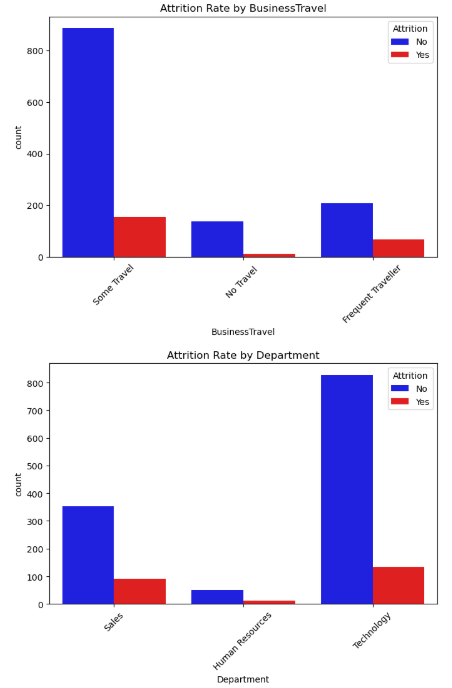 Attrition Rate by BusinessTravel
Attrition
No
Yes
count
800
600
400
200
0
Some Travel
No Travel
Frequent Traveller
BusinessTravel
Attrition Rate by Department
Attrition
No
Yes
count
800
700
600
500
400
300
200
100
0
Sales
Human Resources
Technology
Department